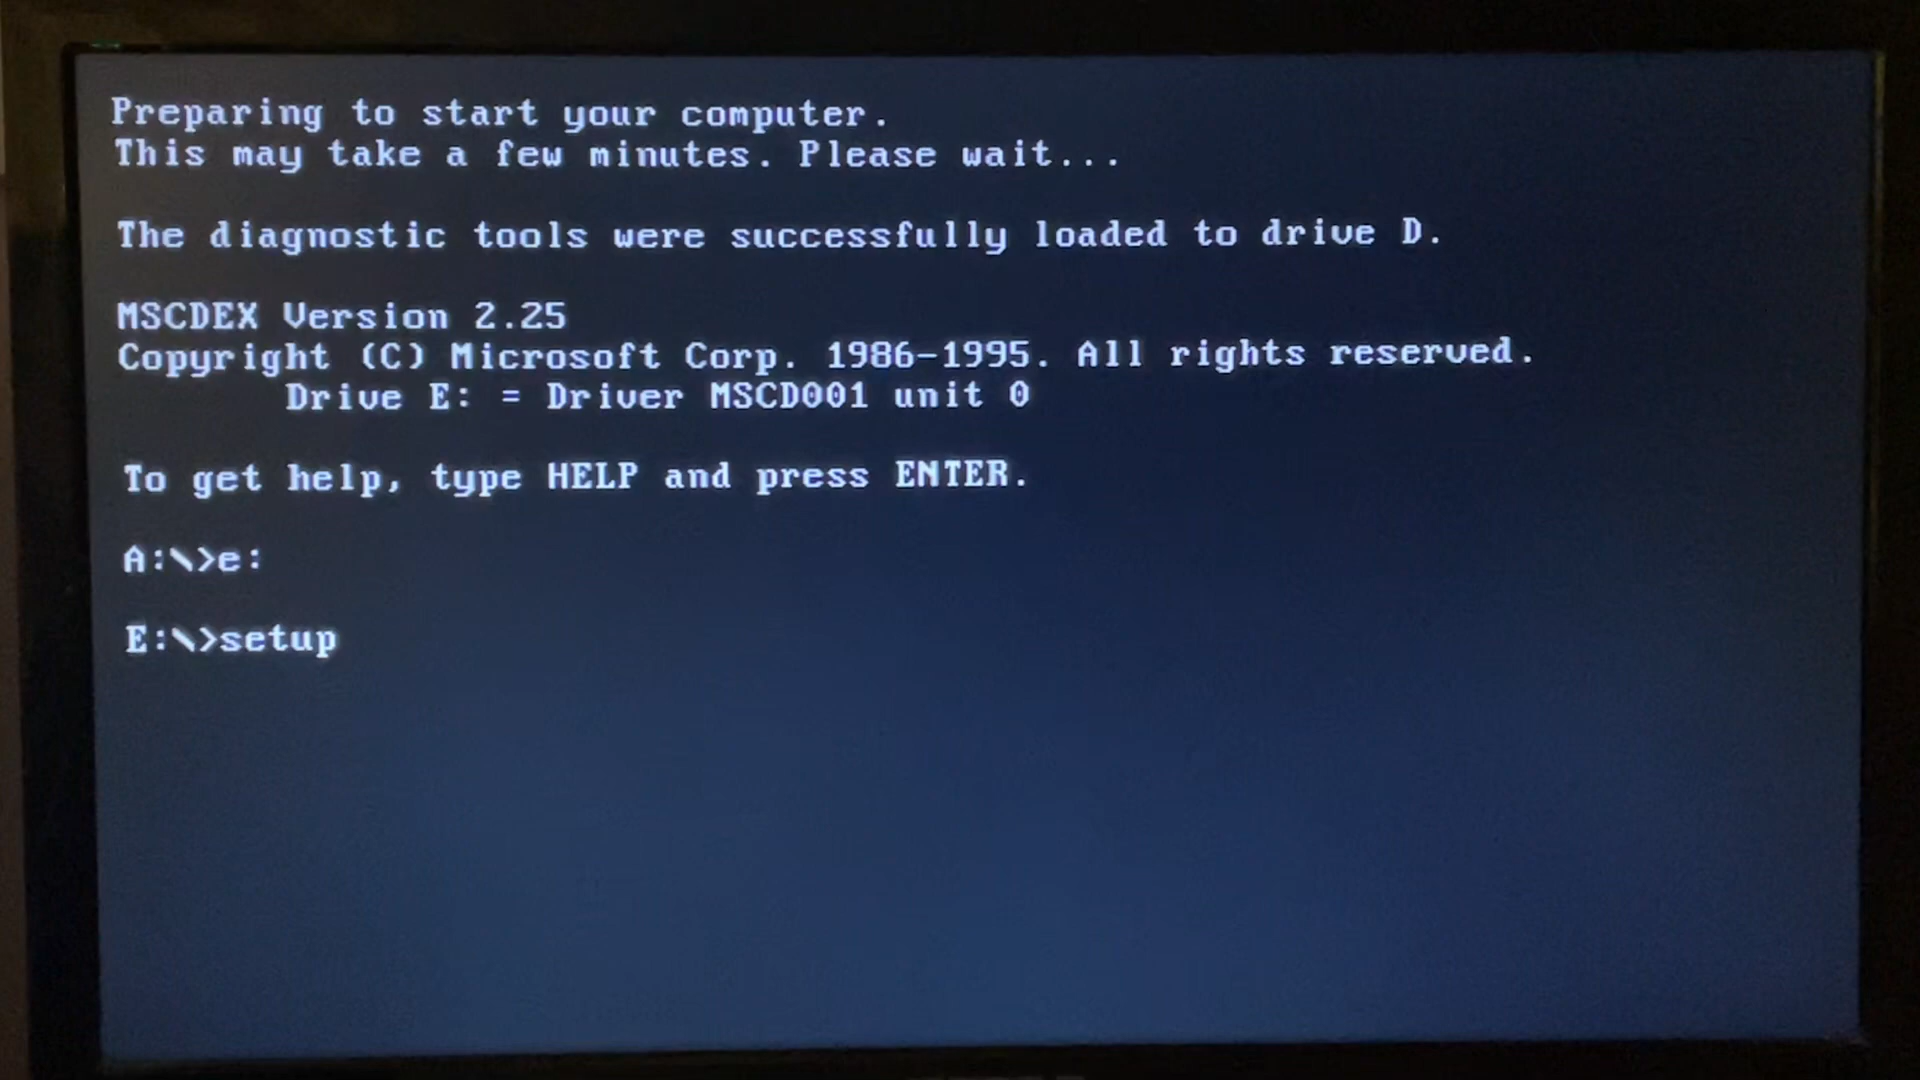 Preparing to start your computer.
This may take a few minutes. Please wait...
The diagnostic tools were successfully loaded to drive D.
MSCDEX Version 2.25
Copyright (C) Microsoft Corp. 1986-1995. All rights reserved.
Drive E: = Driver MSCD001 unit 0
To get help, type HELP and press ENTER.
A:\>e:
E:\>setup